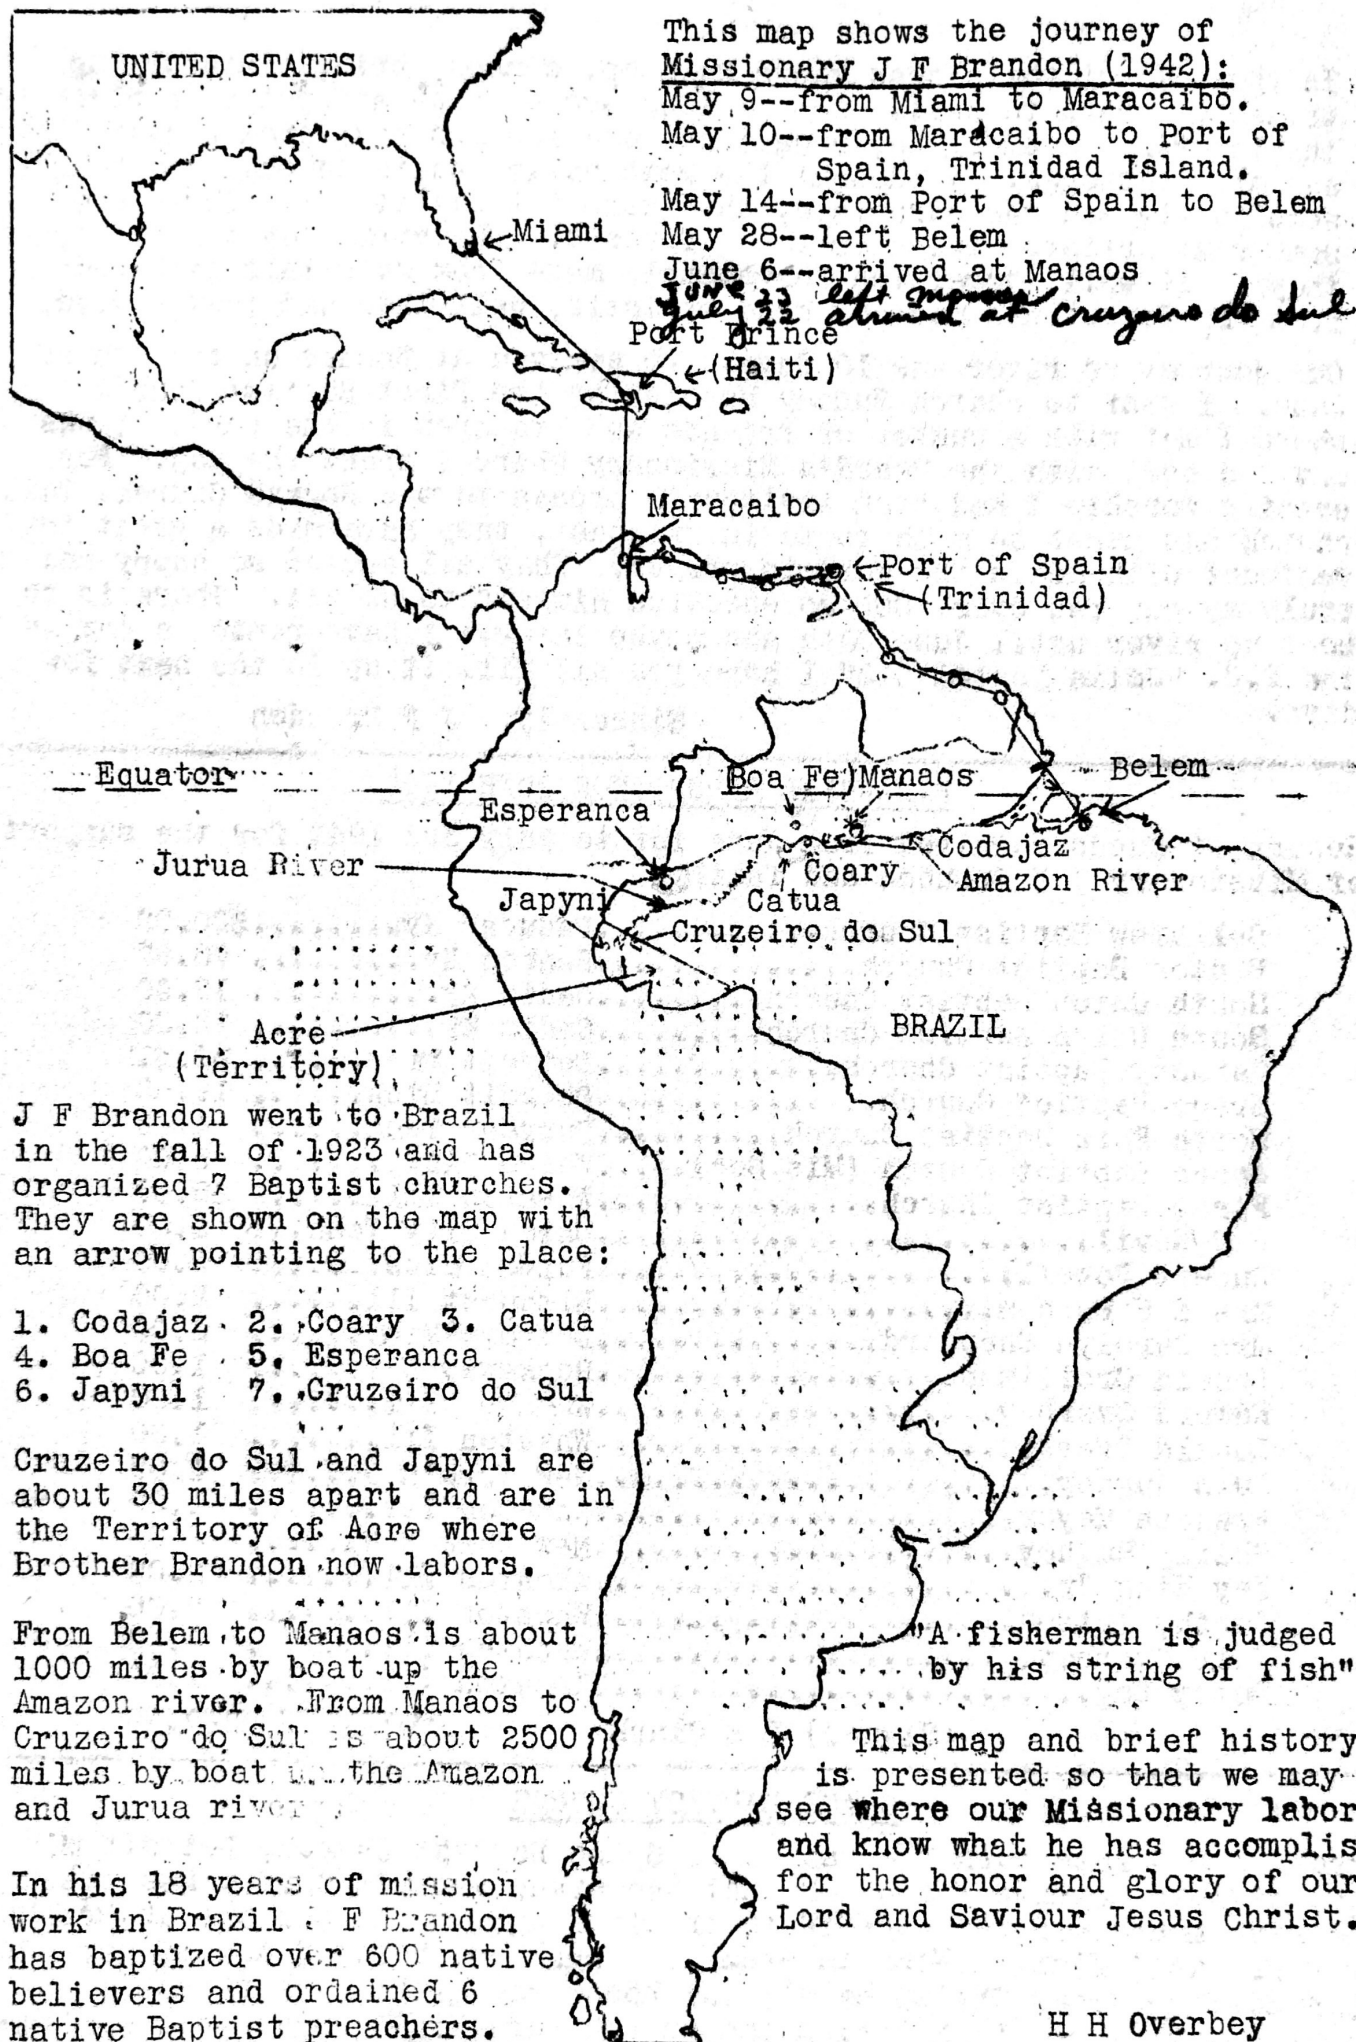 UNITED STATES
This map shows the journey of
Missionary J F Brandon (1942):
May 9--from Miami to Maracaibo.
May 10--from Maracaibo to Port of
Spain, Trinidad Island.
May 14--from Port of Spain to Belem
May 28--left Belem
June 6--arrived at Manaos
June 23 left Manaos
July 22 arrived at Cruzeiro do Sul
Miami
Port Prince
(Haiti)
Maracaibo
Port of Spain
(Trinidad)
Equator
Boa Fe)
Manaos
Belem
Esperanca
Codajaz
Jurua River
Coary
Amazon River
Japyni
Catua
Cruzeiro do Sul
BRAZIL
Acre
(Territory)
J F Brandon went to Brazil
in the fall of 1923 and has
organized 7 Baptist churches.
They are shown on the map with
an arrow pointing to the place:
1. Codajaz 2. Coary 3. Catua
4. Boa Fe 5. Esperanca
6. Japyni 7. Cruzeiro do Sul
Cruzeiro do Sul and Japyni are
about 30 miles apart and are in
the Territory of Acre where
Brother Brandon now labors.
From Belem to Manaos is about
1000 miles by boat up the
Amazon river. From Manaos to
Cruzeiro do Sul is about 2500
miles by boat the Amazon
and Jurua river
In his 18 years of mission
work in Brazil F Brandon
has baptized over 600 native
believers and ordained 6
native Baptist preachers.
"A fisherman is judged
by his string of fish"
This map and brief history
is presented so that we may
see where our Missionary labor
and know what he has accomplis
for the honor and glory of our
Lord and Saviour Jesus Christ.
H H Overbey